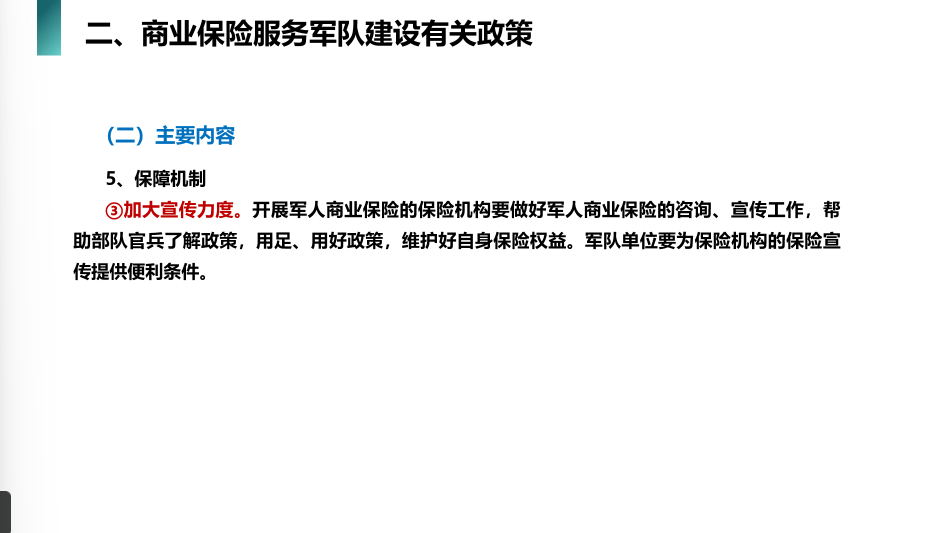 二、商业保险服务军队建设有关政策
（二）主要内容
5、保障机制
③加大宣传力度。开展军人商业保险的保险机构要做好军人商业保险的咨询、宣传工作，帮
助部队官兵了解政策，用足、用好政策，维护好自身保险权益。军队单位要为保险机构的保险宣
传提供便利条件。